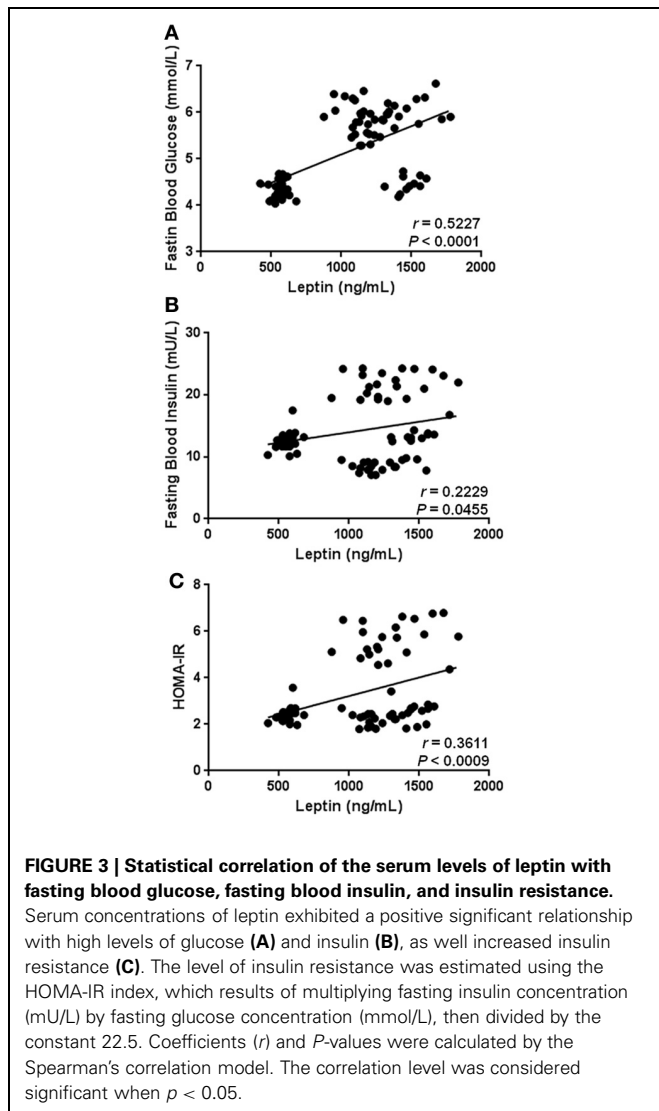 A
Fastin Blood Glucose (mmol/L)
7
6
5
4
3
0 500 1000 1500 2000
r = 0.5227
P < 0.0001
Leptin (ng/mL)
B
Fasting Blood Insulin (mU/L)
30
20
10
0
0 500 1000 1500 2000
r = 0.2229
P = 0.0455
Leptin (ng/mL)
C
HOMA-IR
8
6
4
2
0
0 500 1000 1500 2000
r = 0.3611
P < 0.0009
Leptin (ng/mL)
FIGURE 3 | Statistical correlation of the serum levels of leptin with
fasting blood glucose, fasting blood insulin, and insulin resistance.
Serum concentrations of leptin exhibited a positive significant relationship
with high levels of glucose (A) and insulin (B), as well increased insulin
resistance (C). The level of insulin resistance was estimated using the
HOMA-IR index, which results of multiplying fasting insulin concentration
(mU/L) by fasting glucose concentration (mmol/L), then divided by the
constant 22.5. Coefficients (r) and P-values were calculated by the
Spearman's correlation model. The correlation level was considered
significant when p < 0.05.